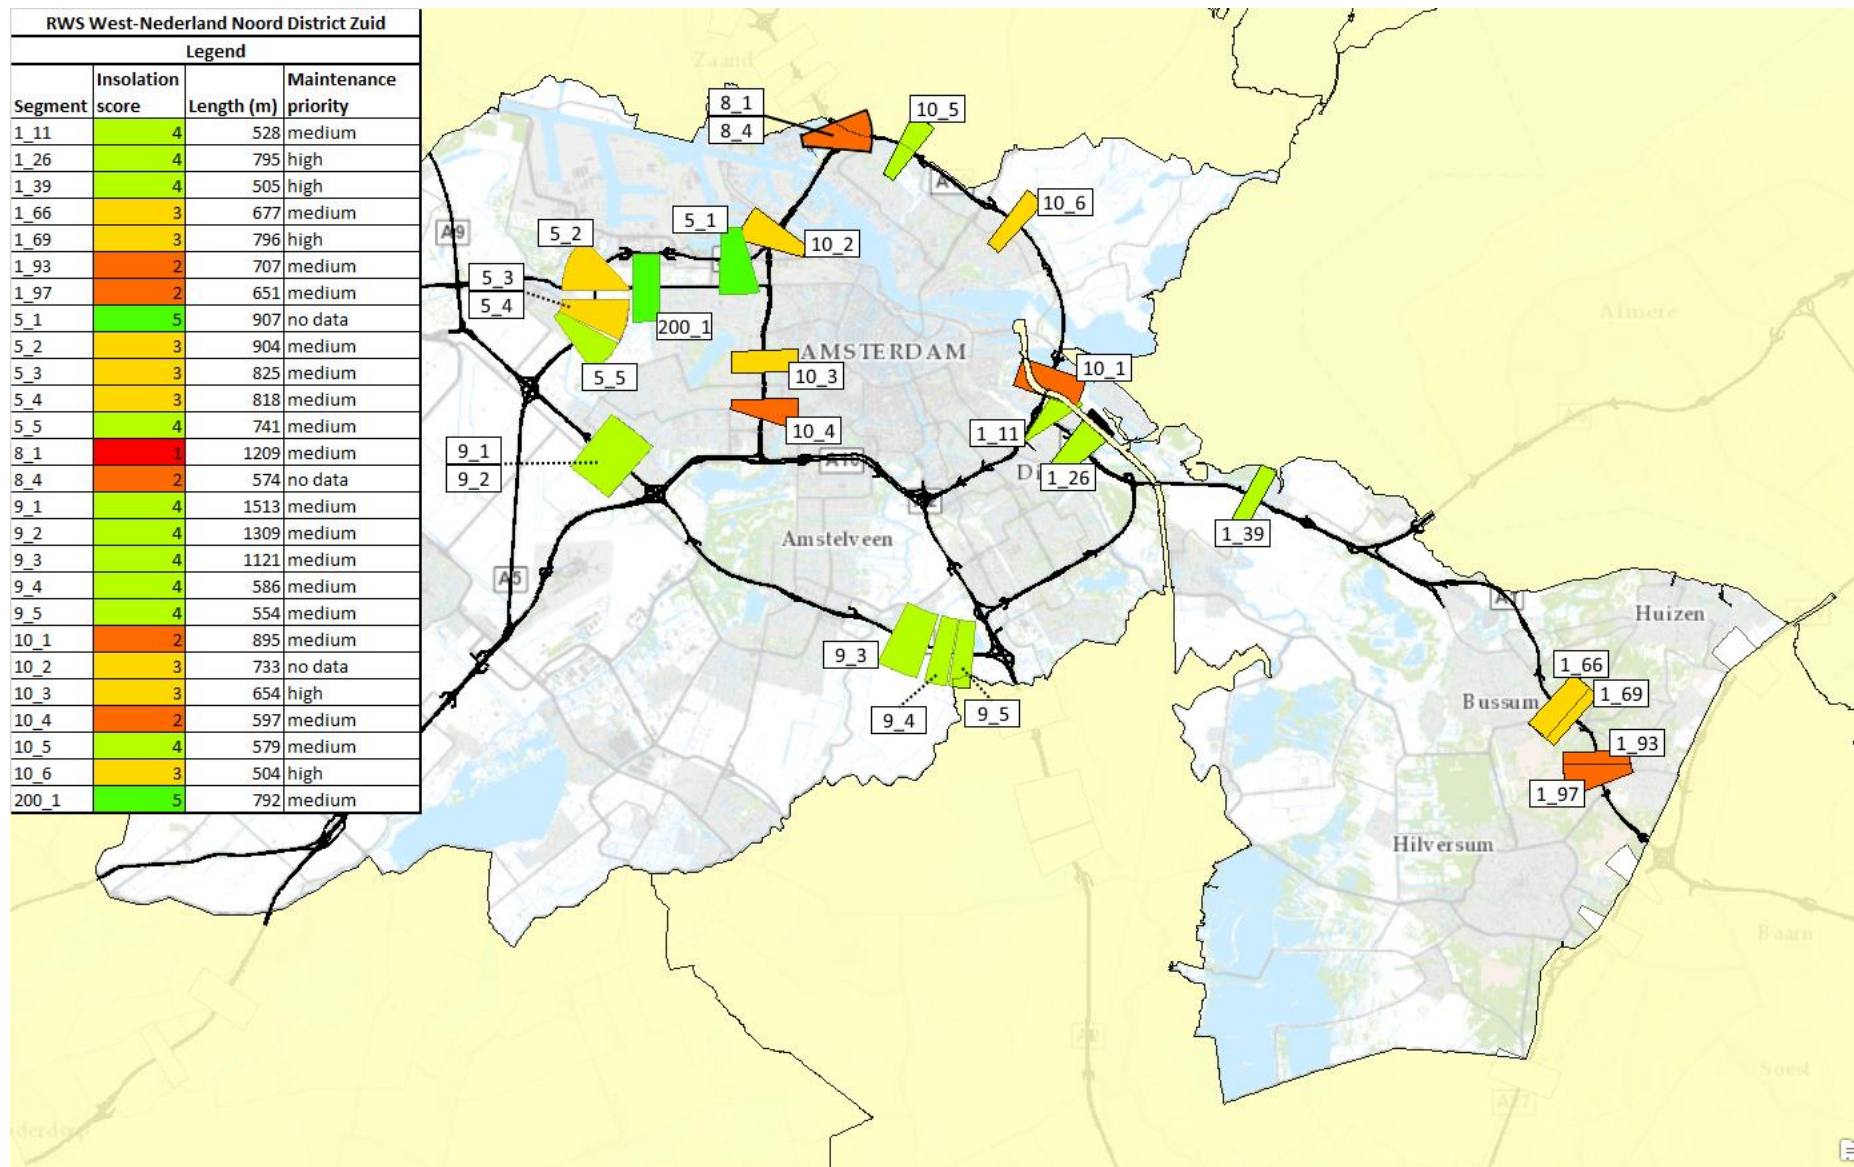 RWS West-Nederland Noord District Zuid
Legend
Segment Insolation score Length (m) Maintenance priority
1_11 4 528 medium
1_26 4 795 high
1_39 4 505 high
1_66 3 677 medium
1_69 3 796 high
1_93 2 707 medium
1_97 2 651 medium
5_1 5 907 no data
5_2 3 904 medium
5_3 3 825 medium
5_4 3 818 medium
5_5 4 741 medium
8_1 1 1209 medium
8_4 2 574 no data
9_1 4 1513 medium
9_2 4 1309 medium
9_3 4 1121 medium
9_4 4 586 medium
9_5 4 554 medium
10_1 2 895 medium
10_2 3 733 no data
10_3 3 654 high
10_4 2 597 medium
10_5 4 579 medium
10_6 3 504 high
200_1 5 792 medium
Zaand
8_1
8_4
10_5
10_6
A9
5_2
5_1
10_2
5_3
5_4
200_1
Almere
AMSTERDAM
10_3
5_5
10_1
10_4
1_11
9_1
9_2
A10
1_26
1_39
Amstelveen
A5
Huizen
9_3
9_4
9_5
1_66
1_69
Bussum
1_93
1_97
Hilversum
Baarn
A2
Soest
A27